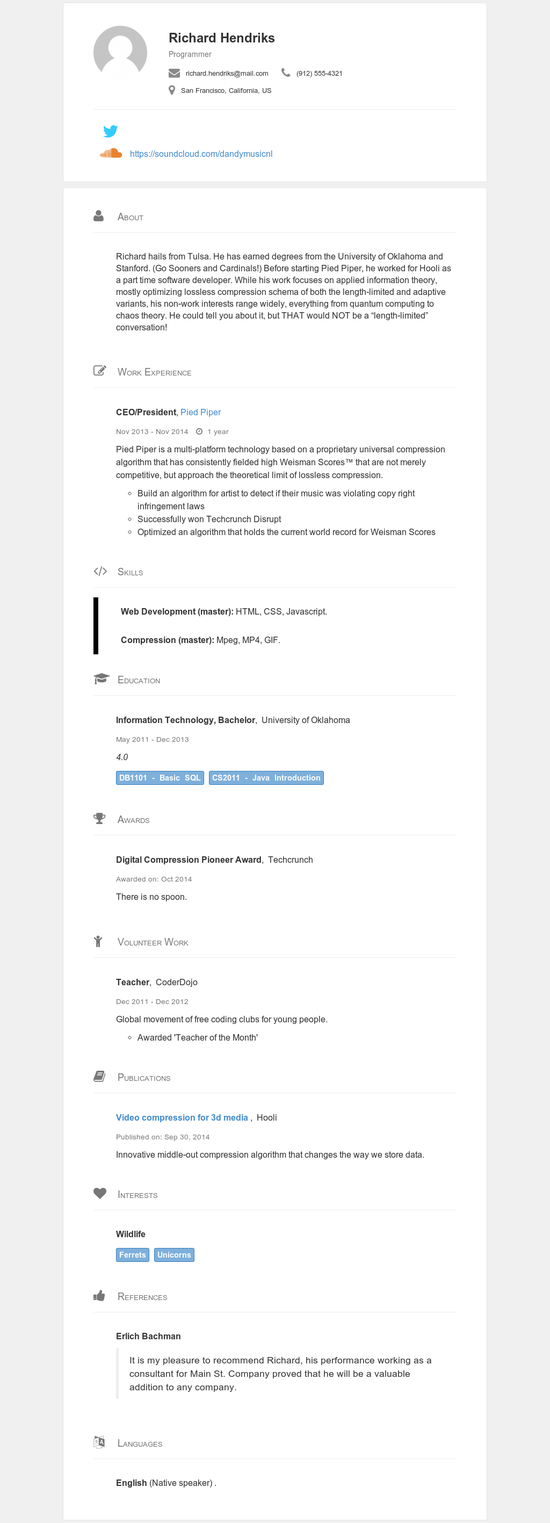 Richard Hendriks
Programmer
richard.hendriks@mail.com (912) 555-4321
San Francisco, California, US
https://soundcloud.com/dandymusicnl
About
Richard hails from Tulsa. He has earned degrees from the University of Oklahoma and
Stanford. (Go Sooners and Cardinals!) Before starting Pied Piper, he worked for Hooli as
a part time software developer. While his work focuses on applied information theory,
mostly optimizing lossless compression schema of both the length-limited and adaptive
variants, his non-work interests range widely, everything from quantum computing to
chaos theory. He could tell you about it, but THAT would NOT be a “length-limited”
conversation!
Work Experience
CEO/President, Pied Piper
Nov 2013 - Nov 2014 1 year
Pied Piper is a multi-platform technology based on a proprietary universal compression
algorithm that has consistently fielded high Weisman Scores™ that are not merely
competitive, but approach the theoretical limit of lossless compression.
Build an algorithm for artist to detect if their music was violating copy right
infringement laws
Successfully won Techcrunch Disrupt
Optimized an algorithm that holds the current world record for Weisman Scores
Skills
Web Development (master): HTML, CSS, Javascript.
Compression (master): Mpeg, MP4, GIF.
Education
Information Technology, Bachelor, University of Oklahoma
May 2011 - Dec 2013
4.0
DB1101 - Basic SQL CS2011 - Java Introduction
Awards
Digital Compression Pioneer Award, Techcrunch
Awarded on: Oct 2014
There is no spoon.
Volunteer Work
Teacher, CoderDojo
Dec 2011 - Dec 2012
Global movement of free coding clubs for young people.
Awarded 'Teacher of the Month'
Publications
Video compression for 3d media , Hooli
Published on: Sep 30, 2014
Innovative middle-out compression algorithm that changes the way we store data.
Interests
Wildlife
Ferrets Unicorns
References
Erlich Bachman
It is my pleasure to recommend Richard, his performance working as a
consultant for Main St. Company proved that he will be a valuable
addition to any company.
Languages
English (Native speaker) .